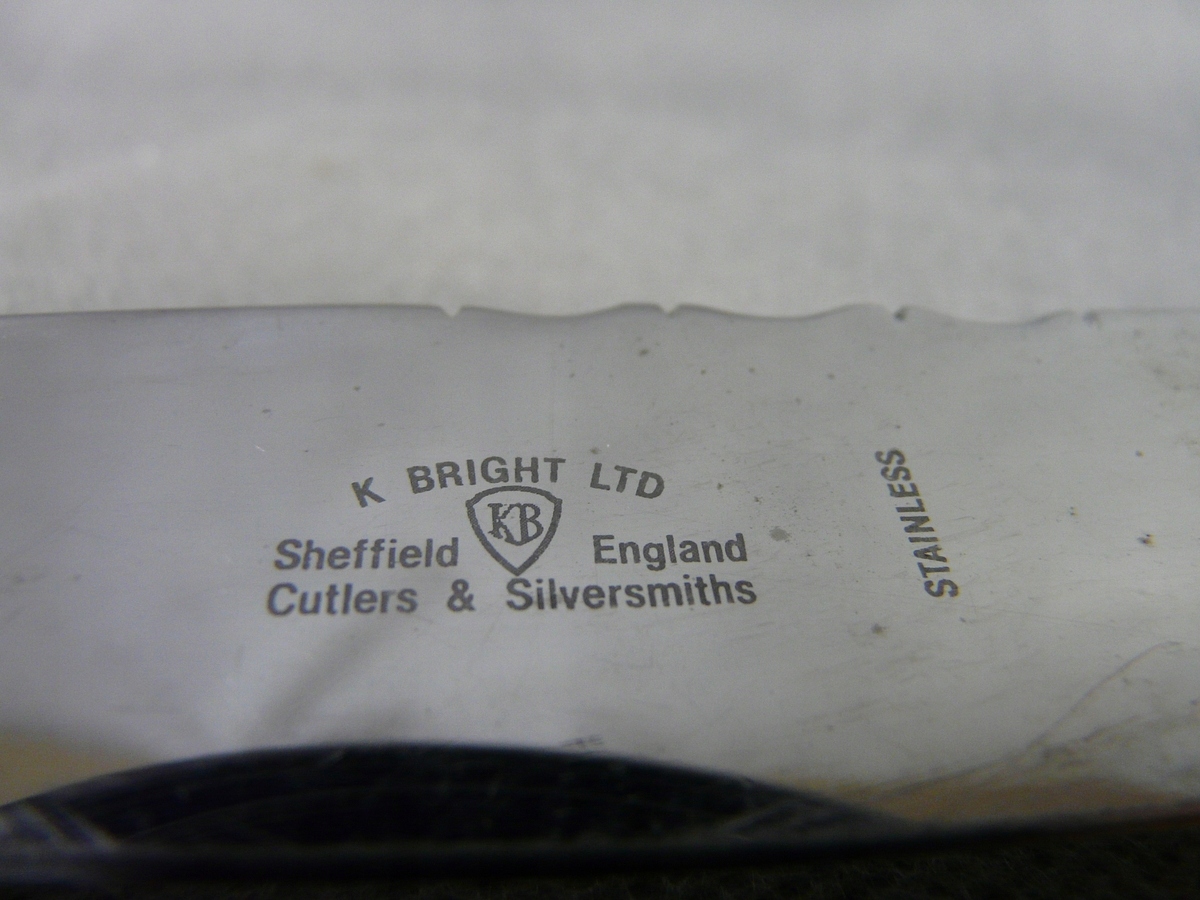 K BRIGHT LTD
KB
Sheffield England
Cutlers & Silversmiths
STAINLESS